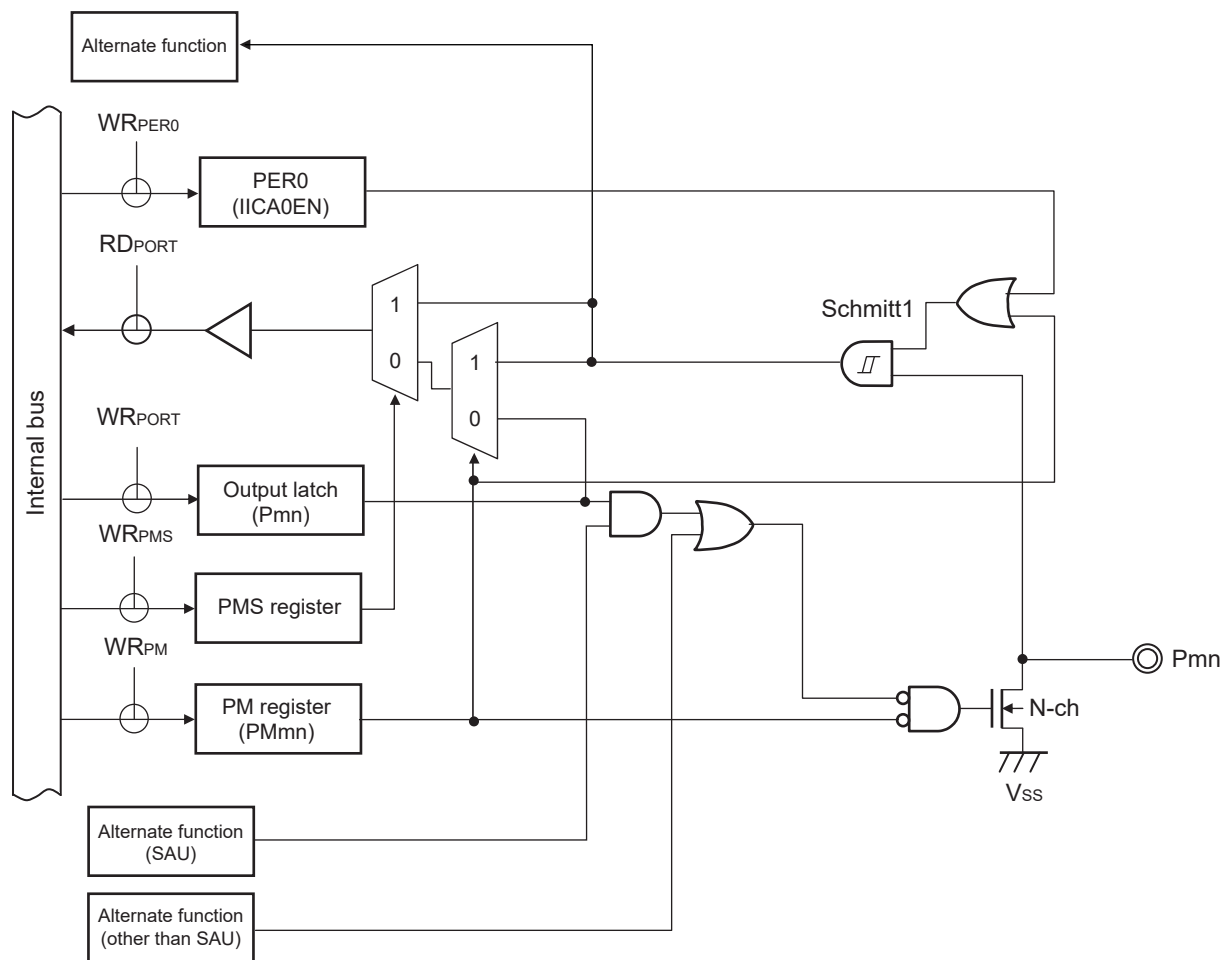 Alternate function
WRPER0
PER0
(IICA0EN)
RDPORT
Schmitt1
1
0
1
0
Internal bus
WRPORT
Output latch
(Pmn)
WRPMS
PMS register
WRPM
PM register
(PMmn)
Pmn
N-ch
VSS
Alternate function
(SAU)
Alternate function
(other than SAU)